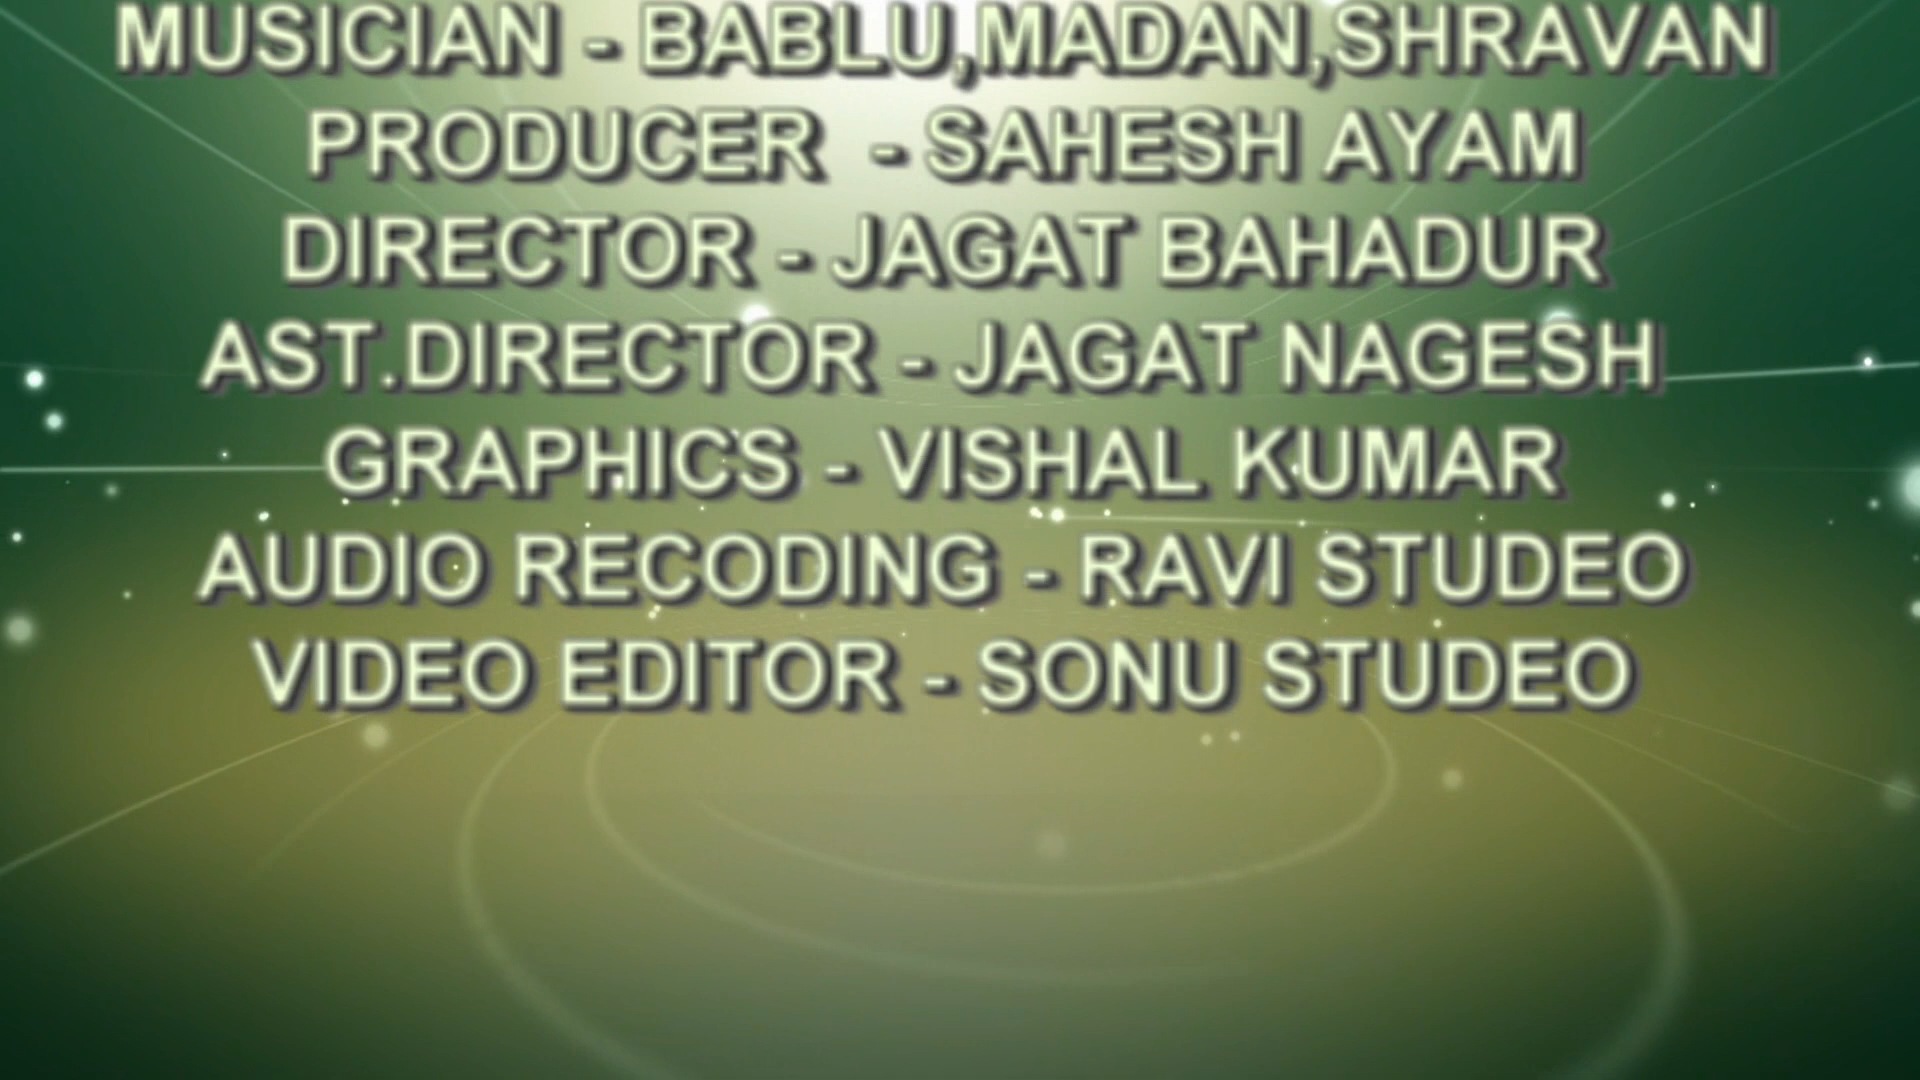 MUSICIAN - BABLU,MADAN,SHRAVAN
PRODUCER - SAHESH AYAM
DIRECTOR - JAGAT BAHADUR
AST.DIRECTOR - JAGAT NAGESH
GRAPHICS - VISHAL KUMAR
AUDIO RECODING - RAVI STUDEO
VIDEO EDITOR - SONU STUDEO